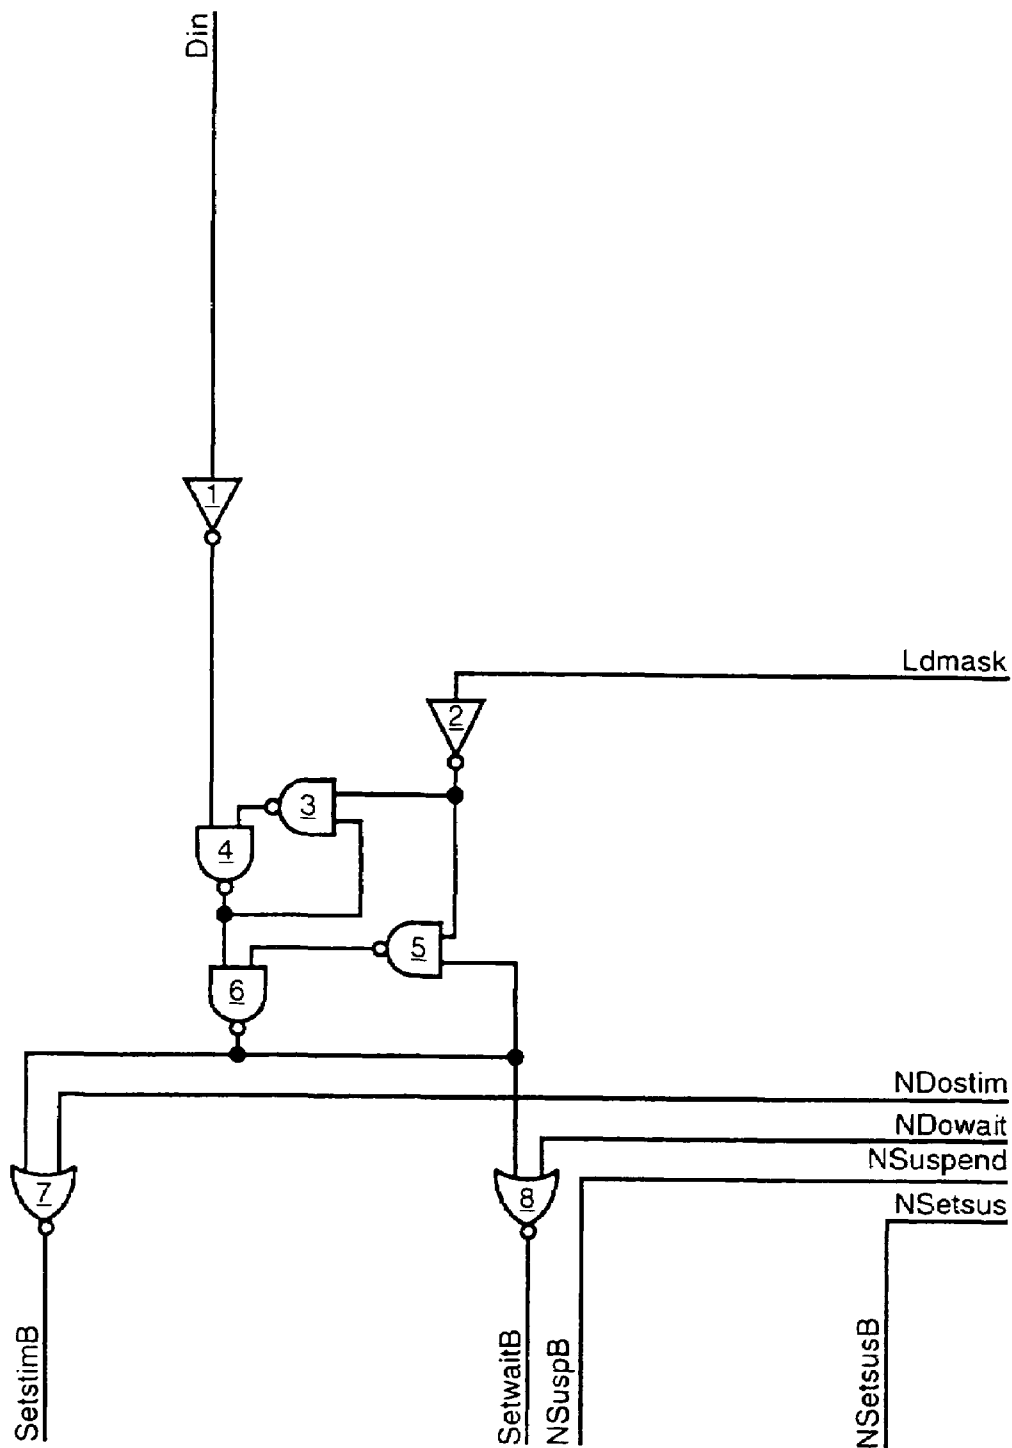 Din
1
Ldmask
2
3
4
5
6
NDostim
NDowait
NSuspend
7
8
NSetsus
SetstimB
SetwaitB
NSuspB
NSetsusB